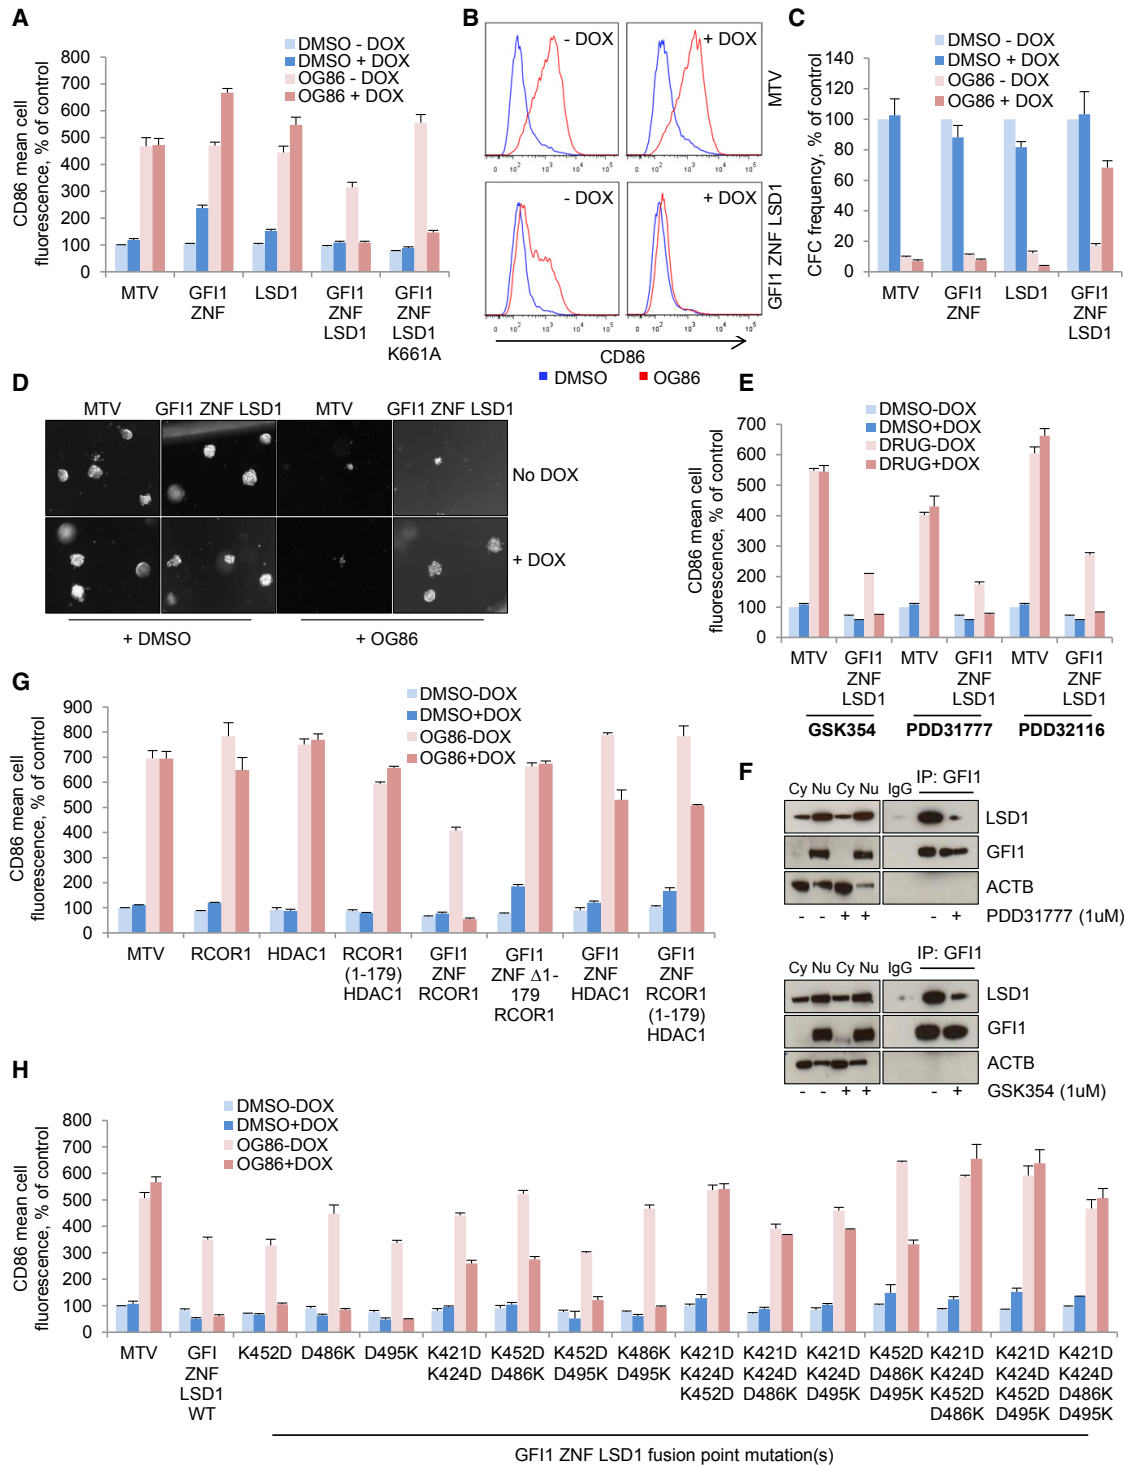 A
DMSO - DOX
DMSO + DOX
OG86 - DOX
OG86 + DOX
CD86 mean cell
fluorescence, % of control
800
700
600
500
400
300
200
100
0
MTV
GFI1
ZNF
LSD1
GFI1
ZNF
LSD1
GFI1
ZNF
LSD1
K661A
B
- DOX
+ DOX
MTV
- DOX
+ DOX
GFI1 ZNF LSD1
0 10² 10³ 10⁴ 10⁵
0 10² 10³ 10⁴ 10⁵
CD86
DMSO OG86
C
DMSO - DOX
DMSO + DOX
OG86 - DOX
OG86 + DOX
CFC frequency, % of control
140
120
100
80
60
40
20
0
MTV
GFI1
ZNF
LSD1
GFI1
ZNF
LSD1
D
MTV GFI1 ZNF LSD1 MTV GFI1 ZNF LSD1
No DOX
+ DOX
+ DMSO + OG86
E
DMSO-DOX
DMSO+DOX
DRUG-DOX
DRUG+DOX
CD86 mean cell
fluorescence, % of control
700
600
500
400
300
200
100
0
MTV GFI1 MTV GFI1 MTV GFI1
ZNF ZNF ZNF
LSD1 LSD1 LSD1
GSK354 PDD31777 PDD32116
F
Cy Nu Cy Nu IgG IP: GFI1
LSD1
GFI1
ACTB
- - + + - + PDD31777 (1uM)
Cy Nu Cy Nu IgG IP: GFI1
LSD1
GFI1
ACTB
- - + + - + GSK354 (1uM)
G
DMSO-DOX
DMSO+DOX
OG86-DOX
OG86+DOX
CD86 mean cell
fluorescence, % of control
900
800
700
600
500
400
300
200
100
0
MTV
RCOR1
HDAC1
RCOR1
(1-179)
HDAC1
GFI1
ZNF
RCOR1
GFI1
ZNF Δ1-
179
RCOR1
GFI1
ZNF
HDAC1
GFI1
ZNF
RCOR1
(1-179)
HDAC1
H
DMSO-DOX
DMSO+DOX
OG86-DOX
OG86+DOX
CD86 mean cell
fluorescence, % of control
800
700
600
500
400
300
200
100
0
MTV
GFI
ZNF
LSD1
WT
K452D
D486K
D495K
K421D
K424D
K452D
D486K
K452D
D495K
K486K
D495K
K421D
K424D
K452D
K421D
K424D
D486K
K421D
K424D
D495K
K452D
D486K
D495K
K421D
K424D
K452D
D486K
K421D
K424D
K452D
D495K
K421D
K424D
D486K
D495K
GFI1 ZNF LSD1 fusion point mutation(s)